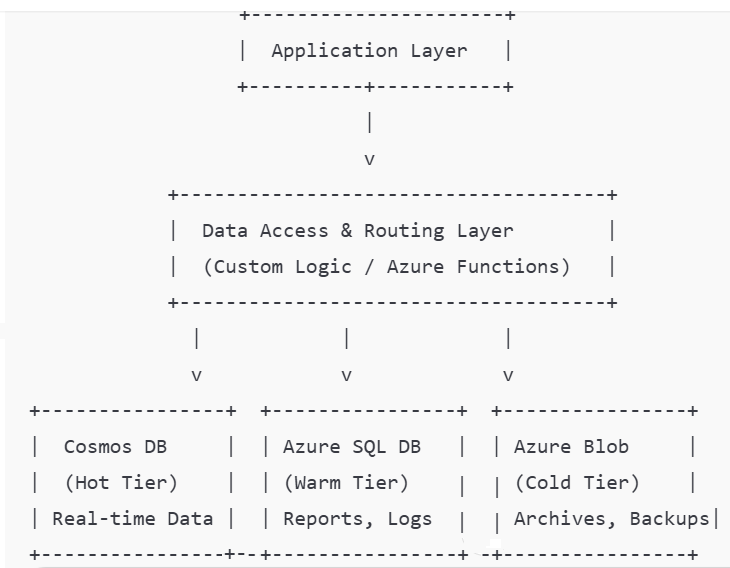 +----------------------+
|  Application Layer   |
+----------+-----------+
|
v
+-------------------------------------+
|  Data Access & Routing Layer        |
|  (Custom Logic / Azure Functions)   |
+-------------------------------------+
|            |             |
v            v             v
+----------------+  +----------------+  +----------------+
|  Cosmos DB     |  | Azure SQL DB   |  | Azure Blob     |
|  (Hot Tier)    |  | (Warm Tier)    |  | (Cold Tier)    |
| Real-time Data |  | Reports, Logs  |  | Archives, Backups|
+----------------+--+----------------+  -+----------------+